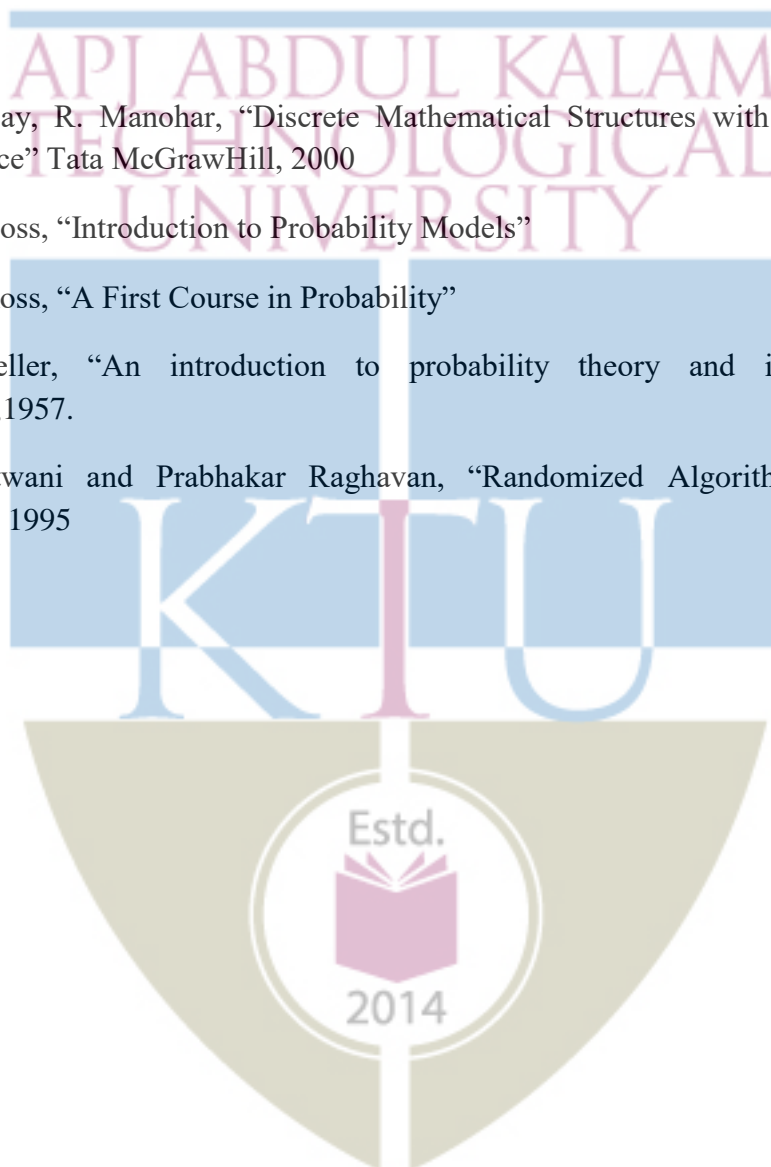 APJ ABDUL KALAM
ay, R. Manohar, “Discrete Mathematical Structures with
TECHNOLOGICAL
ce” Tata McGrawHill, 2000
UNIVERSITY
oss, “Introduction to Probability Models”
oss, “A First Course in Probability”
eller, “An introduction to probability theory and i
1957.
wani and Prabhakar Raghavan, “Randomized Algorith
1995
KTU
Estd.
2014